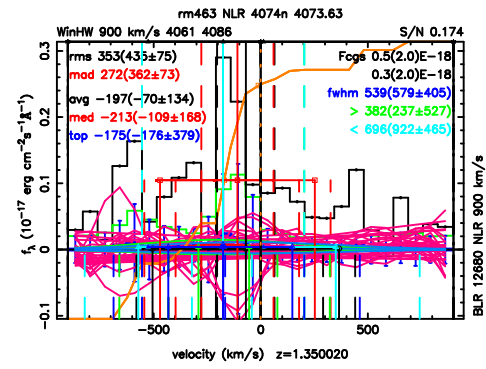 rm463 NLR 4074n 4073.63
WinHW 900 km/s 4061 4086 S/N 0.174
rms 353(435±75) Fcgs 0.5(2.0)E-18
mad 272(362±73) 0.3(2.0)E-18
avg -197(-70±134) fwhm 539(579±405)
med -213(-109±168) > 382(237±527)
top -175(-176±379) < 696(922±465)
0.3
0.2
0.1
0
-0.1
fλ (10⁻¹⁷ erg cm⁻²s⁻¹Å⁻¹)
BLR 12680 NLR 900 km/s
-500 0 500
velocity (km/s) z=1.350020